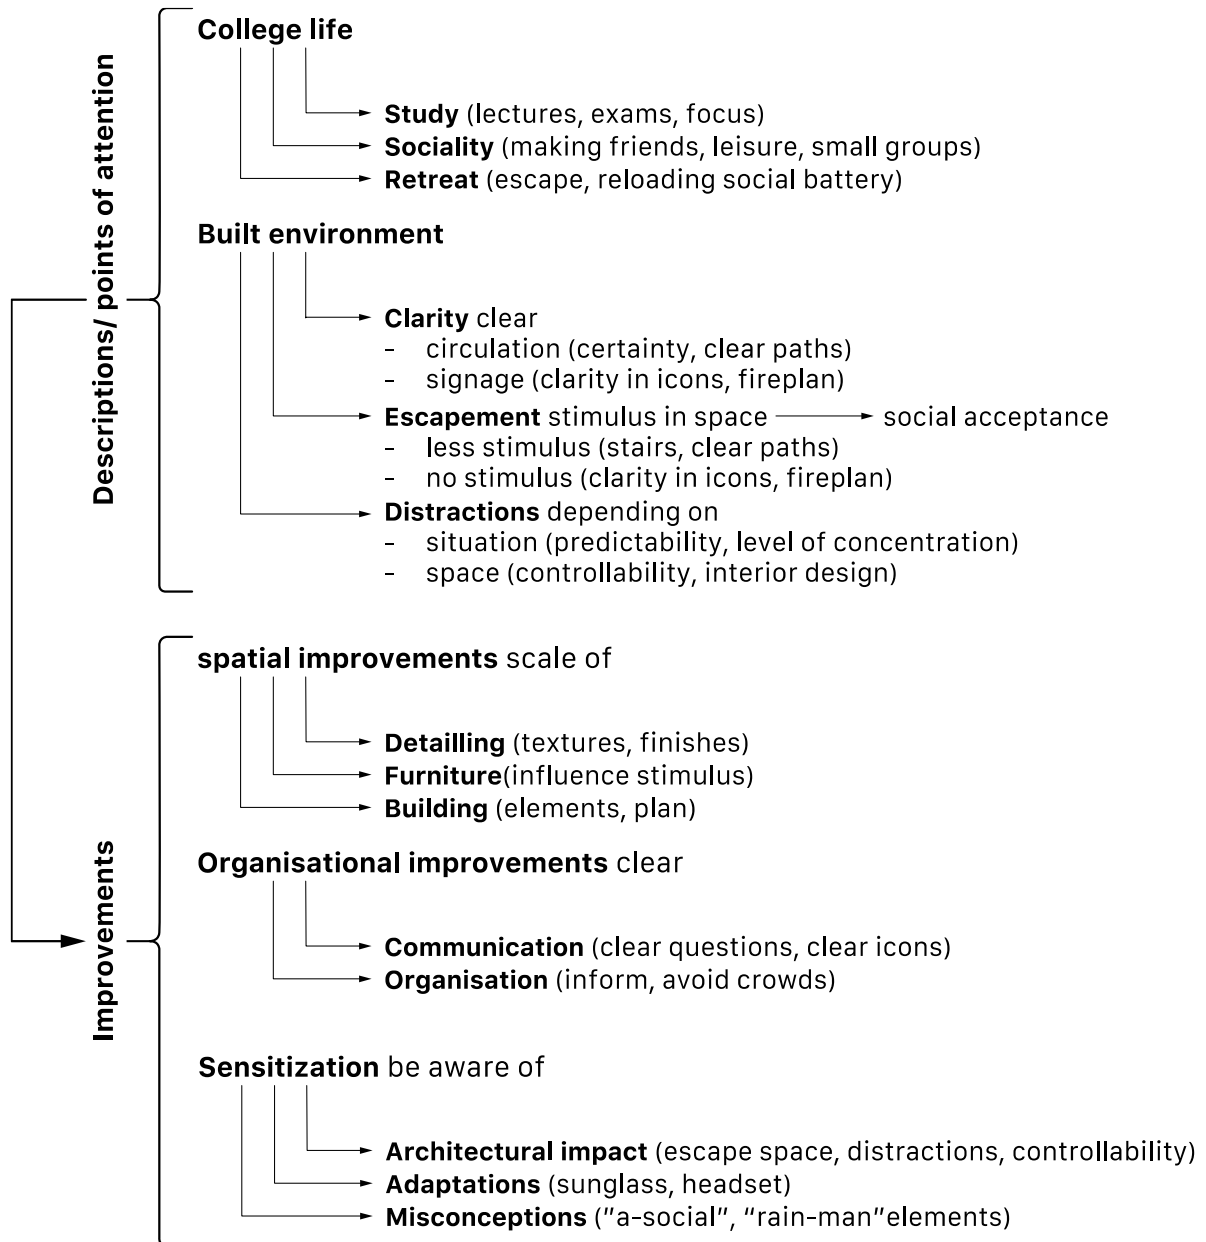 Descriptions/ points of attention
College life
Study (lectures, exams, focus)
Sociality (making friends, leisure, small groups)
Retreat (escape, reloading social battery)
Built environment
Clarity clear
- circulation (certainty, clear paths)
- signage (clarity in icons, fireplan)
Escapement stimulus in space social acceptance
- less stimulus (stairs, clear paths)
- no stimulus (clarity in icons, fireplan)
Distractions depending on
- situation (predictability, level of concentration)
- space (controllability, interior design)
Improvements
spatial improvements scale of
Detailling (textures, finishes)
Furniture(influence stimulus)
Building (elements, plan)
Organisational improvements clear
Communication (clear questions, clear icons)
Organisation (inform, avoid crowds)
Sensitization be aware of
Architectural impact (escape space, distractions, controllability)
Adaptations (sunglass, headset)
Misconceptions ("a-social", “rain-man”elements)